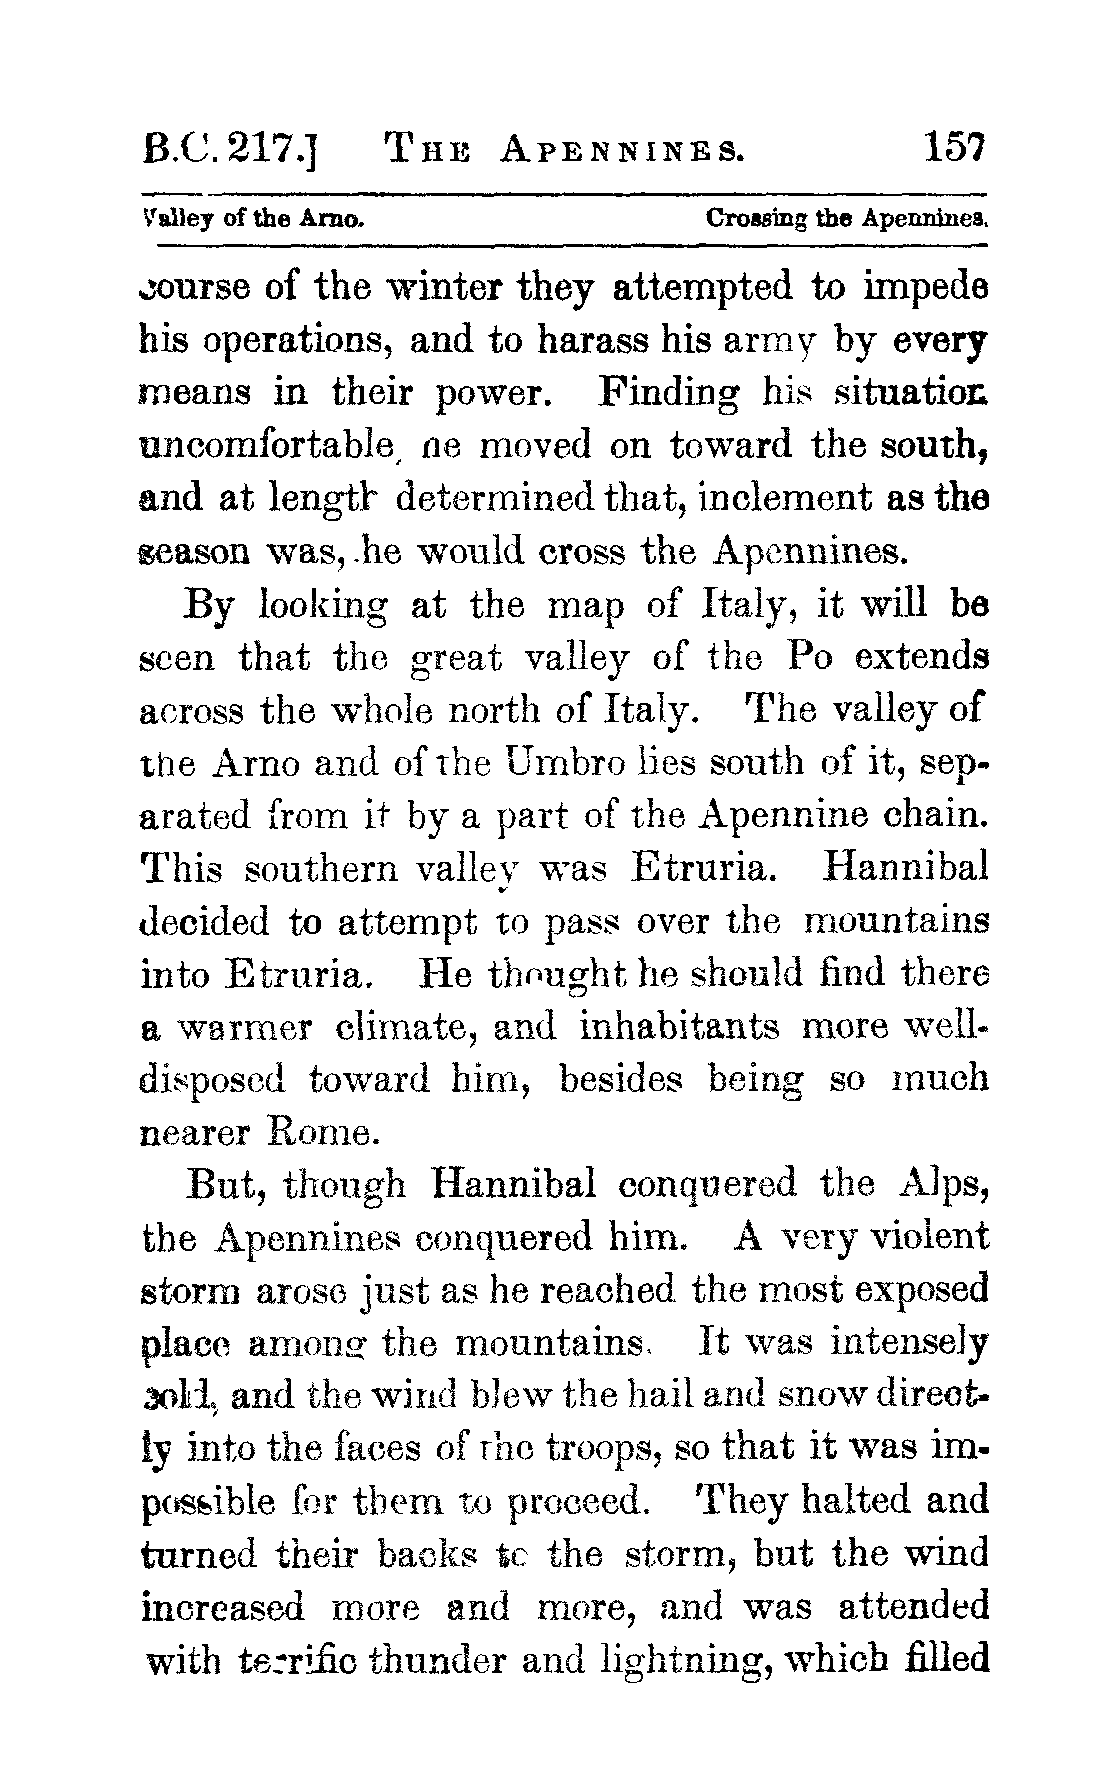 B.C. 217.] THE APENNINES. 157
Valley of the Arno. Crossing the Apennines.
course of the winter they attempted to impede
his operations, and to harass his army by every
means in their power. Finding his situation
uncomfortable, he moved on toward the south,
and at length determined that, inclement as the
season was, he would cross the Apennines.
By looking at the map of Italy, it will be
seen that the great valley of the Po extends
across the whole north of Italy. The valley of
the Arno and of the Umbro lies south of it, sep-
arated from it by a part of the Apennine chain.
This southern valley was Etruria. Hannibal
decided to attempt to pass over the mountains
into Etruria. He thought he should find there
a warmer climate, and inhabitants more well-
disposed toward him, besides being so much
nearer Rome.
But, though Hannibal conquered the Alps,
the Apennines conquered him. A very violent
storm arose just as he reached the most exposed
place among the mountains. It was intensely
cold, and the wind blew the hail and snow direct-
ly into the faces of the troops, so that it was im-
possible for them to proceed. They halted and
turned their backs to the storm, but the wind
increased more and more, and was attended
with terrific thunder and lightning, which filled